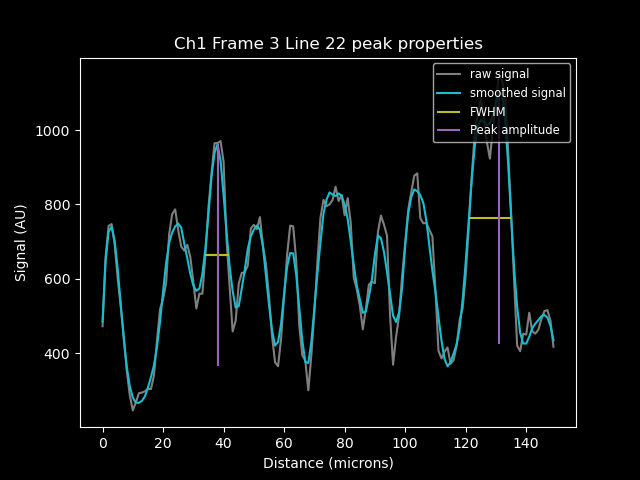 Ch1 Frame 3 Line 22 peak properties
raw signal
smoothed signal
FWHM
Peak amplitude
Signal (AU)
1000
800
600
400
0 20 40 60 80 100 120 140
Distance (microns)